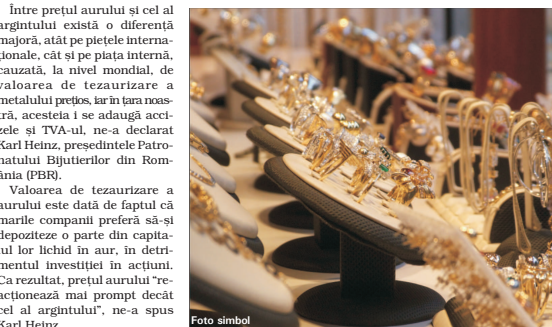 Între prețul aurului și cel al
argintului există o diferență
majoră, atât pe piețele interna-
ționale, cât și pe piața internă,
cauzată, la nivel mondial, de
valoarea de tezaurizare a
metalului prețios, iar în țara noas-
tră, acesteia i se adaugă acci-
zele și TVA-ul, ne-a declarat
Karl Heinz, președintele Patro-
natului Bijutierilor din Rom-
ânia (PBR).
Valoarea de tezaurizare a
aurului este dată de faptul că
marile companii preferă să-și
depoziteze o parte din capita-
lul lor lichid în aur, în detri-
mentul investiției în acțiuni.
Ca rezultat, prețul aurului “re-
acționează mai prompt decât
cel al argintului”, ne-a spus
Karl Heinz
Foto simbol